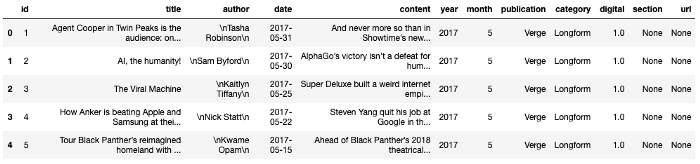 id title author date content year month publication category digital section url
0 1 Agent Cooper in Twin Peaks is the audience: on... \nTasha Robinson\n 2017-05-31 And never more so than in Showtime's new... 2017 5 Verge Longform 1.0 None None
1 2 AI, the humanity! \nSam Byford\n 2017-05-30 AlphaGo's victory isn't a defeat for hum... 2017 5 Verge Longform 1.0 None None
2 3 The Viral Machine \nKaitlyn Tiffany\n 2017-05-25 Super Deluxe built a weird internet empi... 2017 5 Verge Longform 1.0 None None
3 4 How Anker is beating Apple and Samsung at thei... \nNick Statt\n 2017-05-22 Steven Yang quit his job at Google in th... 2017 5 Verge Longform 1.0 None None
4 5 Tour Black Panther's reimagined homeland with ... \nKwame Opam\n 2017-05-15 Ahead of Black Panther's 2018 theatrical... 2017 5 Verge Longform 1.0 None None